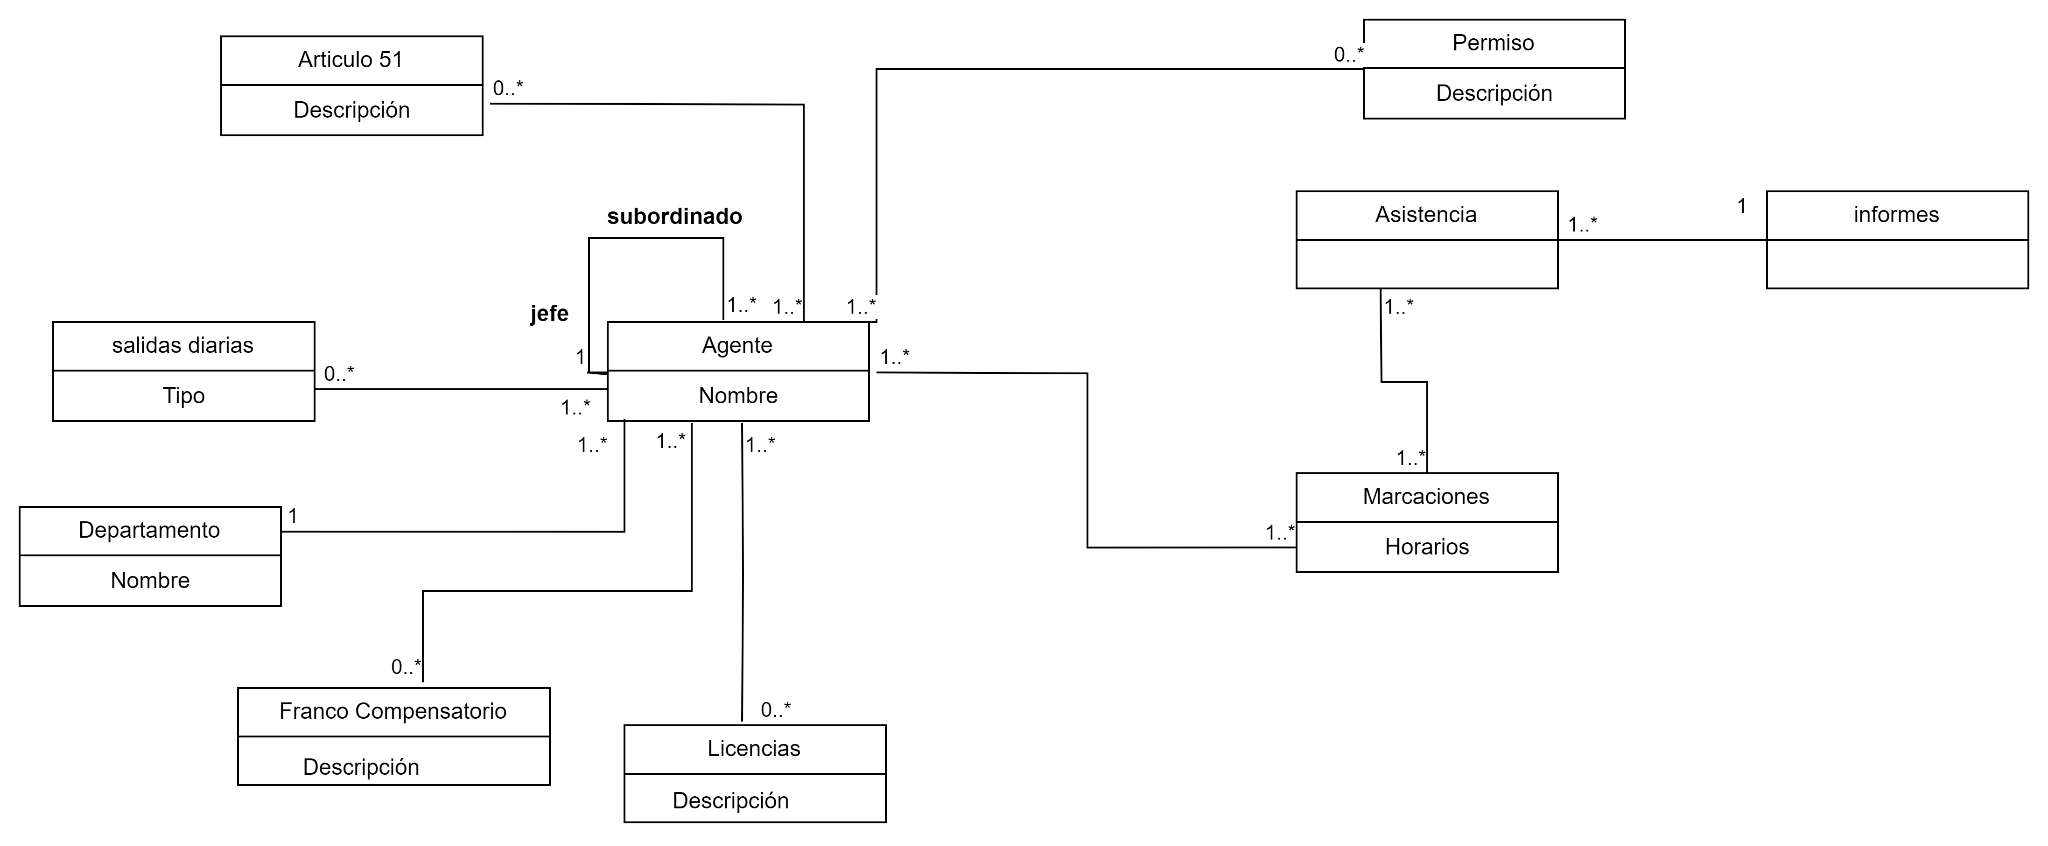 Permiso
0..*
Descripción
Articulo 51
0..*
Descripción
subordinado
Asistencia
1..*
1
informes
jefe
1..*
1..*
1..*
1..*
salidas diarias
0..*
Tipo
1
Agente
1..*
Nombre
1..*
1..*
1..*
1..*
1..*
Marcaciones
1..*
Horarios
Departamento
1
Nombre
0..*
Franco Compensatorio
Descripción
0..*
Licencias
Descripción